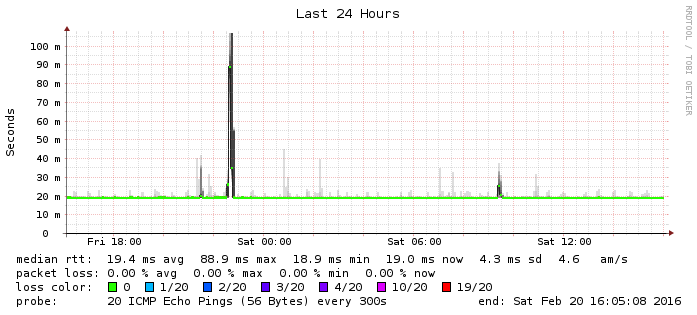 Last 24 Hours
RRDTOOL / TOBI OETIKER
Seconds
100 m
90 m
80 m
70 m
60 m
50 m
40 m
30 m
20 m
10 m
0
Fri 18:00 Sat 00:00 Sat 06:00 Sat 12:00
median rtt: 19.4 ms avg 88.9 ms max 18.9 ms min 19.0 ms now 4.3 ms sd 4.6 am/s
packet loss: 0.00 % avg 0.00 % max 0.00 % min 0.00 % now
loss color: 0 1/20 2/20 3/20 4/20 10/20 19/20
probe: 20 ICMP Echo Pings (56 Bytes) every 300s end: Sat Feb 20 16:05:08 2016